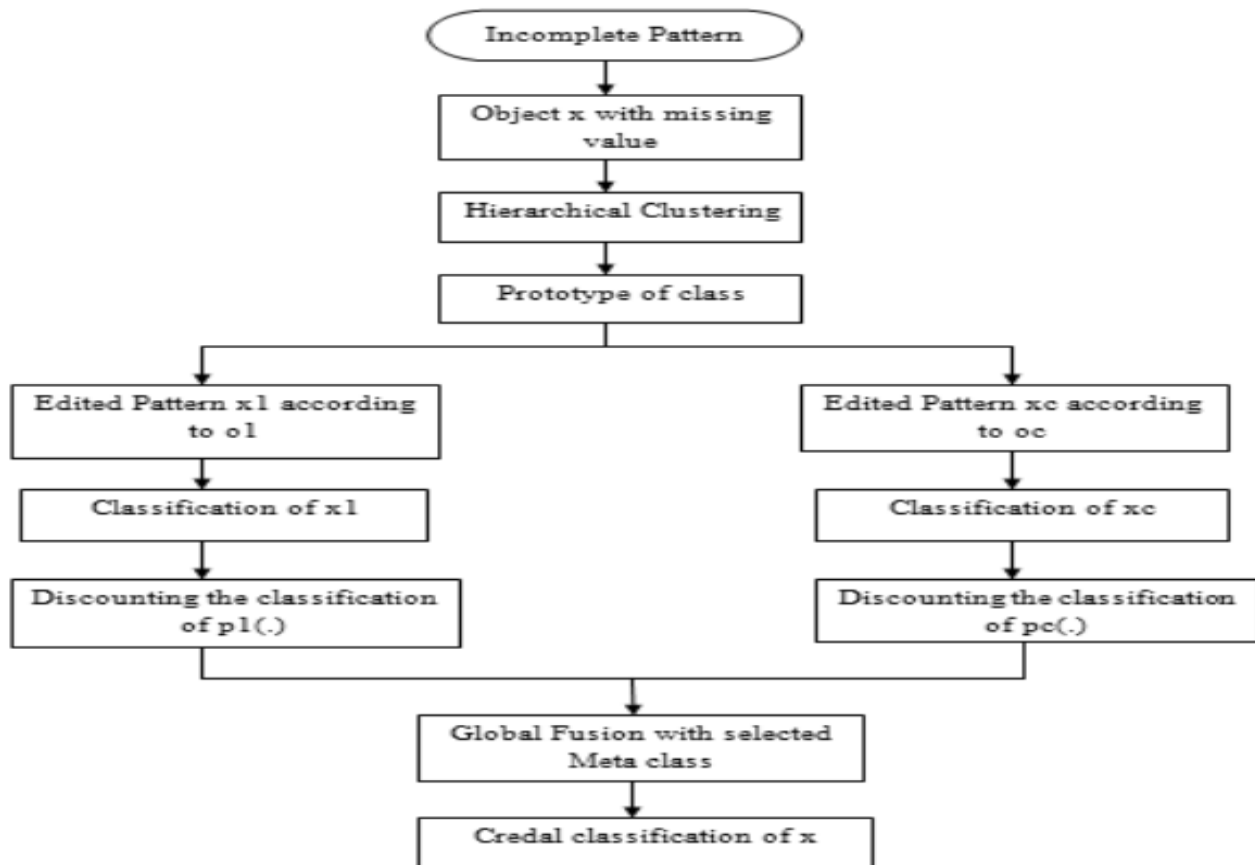 Incomplete Pattern
Object x with missing
value
Hierarchical Clustering
Prototype of class
Edited Pattern x1 according
to o1
Edited Pattern xc according
to oc
Classification of x1
Classification of xc
Discounting the classification
of p1(.)
Discounting the classification
of pc(.)
Global Fusion with selected
Meta class
Credal classification of x